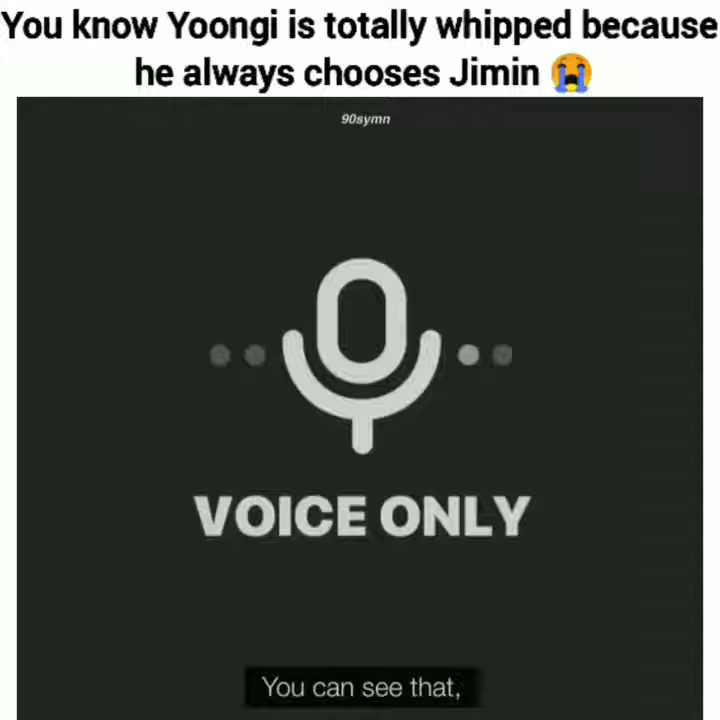 You know Yoongi is totally whipped because
he always chooses Jimin 😭
90symn
VOICE ONLY
You can see that,